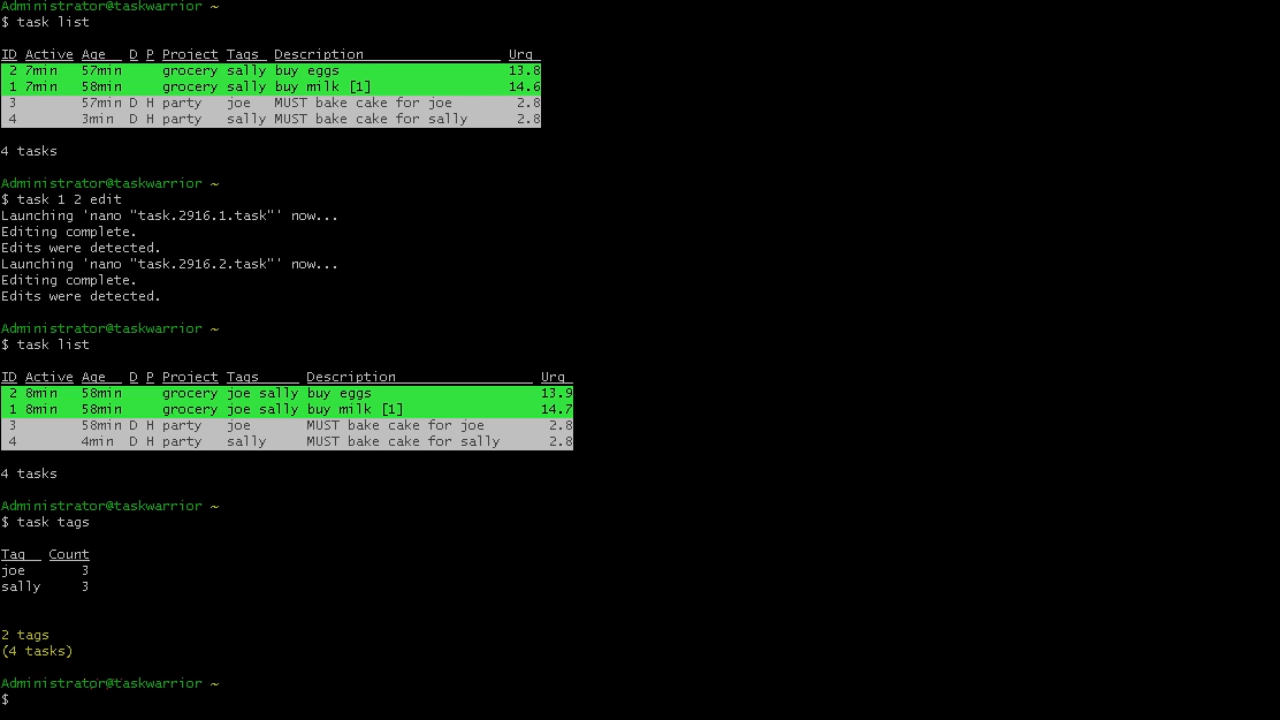 Administrator@taskwarrior ~
$ task list
ID Active Age D P Project Tags Description Urg
2 7min 57min grocery sally buy eggs 13.8
1 7min 58min grocery sally buy milk [1] 14.6
3 57min D H party joe MUST bake cake for joe 2.8
4 3min D H party sally MUST bake cake for sally 2.8
4 tasks
Administrator@taskwarrior ~
$ task 1 2 edit
Launching 'nano "task.2916.1.task"' now...
Editing complete.
Edits were detected.
Launching 'nano "task.2916.2.task"' now...
Editing complete.
Edits were detected.
Administrator@taskwarrior ~
$ task list
ID Active Age D P Project Tags Description Urg
2 8min 58min grocery joe sally buy eggs 13.9
1 8min 58min grocery joe sally buy milk [1] 14.7
3 58min D H party joe MUST bake cake for joe 2.8
4 4min D H party sally MUST bake cake for sally 2.8
4 tasks
Administrator@taskwarrior ~
$ task tags
Tag Count
joe 3
sally 3
2 tags
(4 tasks)
Administrator@taskwarrior ~
$